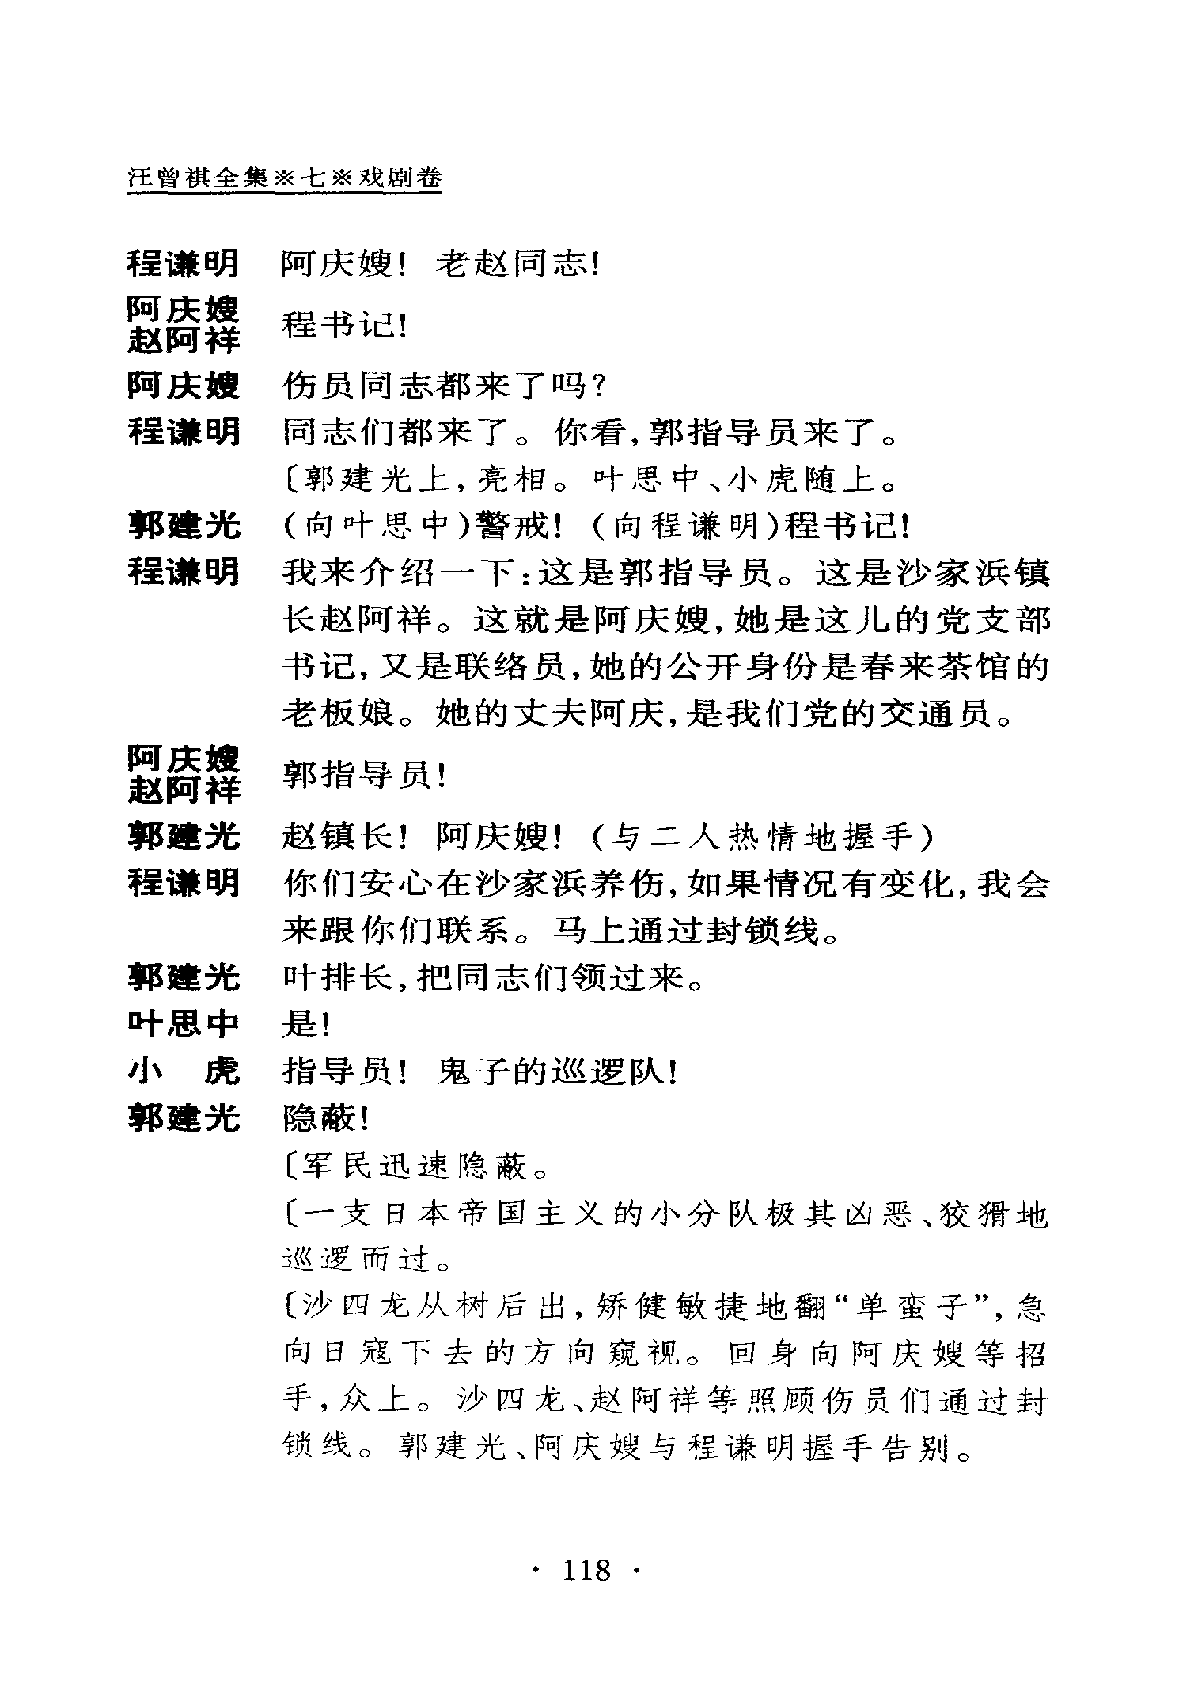 汪曾祺全集※七※戏剧卷
程谦明 阿庆嫂! 老赵同志!
阿庆嫂
赵阿祥 程书记!
阿庆嫂 伤员同志都来了吗?
程谦明 同志们都来了。你看,郭指导员来了。
〔郭建光上,亮相。叶思中、小虎随上。
郭建光 (向叶思中)警戒! (向程谦明)程书记!
程谦明 我来介绍一下:这是郭指导员。这是沙家浜镇
长赵阿祥。这就是阿庆嫂,她是这儿的党支部
书记,又是联络员,她的公开身份是春来茶馆的
老板娘。她的丈夫阿庆,是我们党的交通员。
阿庆嫂
赵阿祥 郭指导员!
郭建光 赵镇长! 阿庆嫂! (与二人热情地握手)
程谦明 你们安心在沙家浜养伤,如果情况有变化,我会
来跟你们联系。马上通过封锁线。
郭建光 叶排长,把同志们领过来。
叶思中 是!
小 虎 指导员! 鬼子的巡逻队!
郭建光 隐蔽!
〔军民迅速隐蔽。
〔一支日本帝国主义的小分队极其凶恶、狡猾地
巡逻而过。
〔沙四龙从树后出,矫健敏捷地翻“单蛮子”,急
向日寇下去的方向窥视。回身向阿庆嫂等招
手,众上。沙四龙、赵阿祥等照顾伤员们通过封
锁线。郭建光、阿庆嫂与程谦明握手告别。
· 118 ·